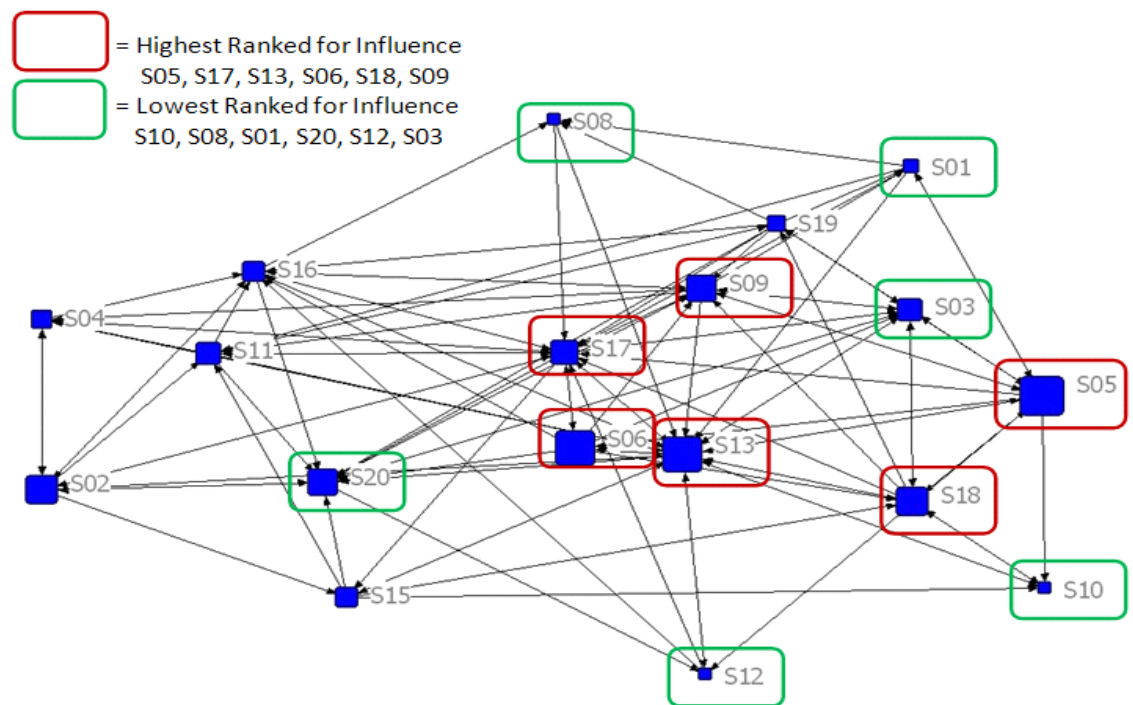 = Highest Ranked for Influence
S05, S17, S13, S06, S18, S09
= Lowest Ranked for Influence
S10, S08, S01, S20, S12, S03
S08
S01
S19
S16
S09
S03
S04
S11
S17
S05
S06
S13
S02
S20
S18
S15
S10
S12